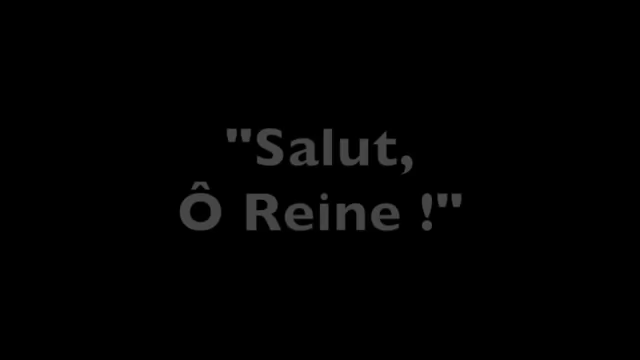 "Salut,
Ô Reine !"